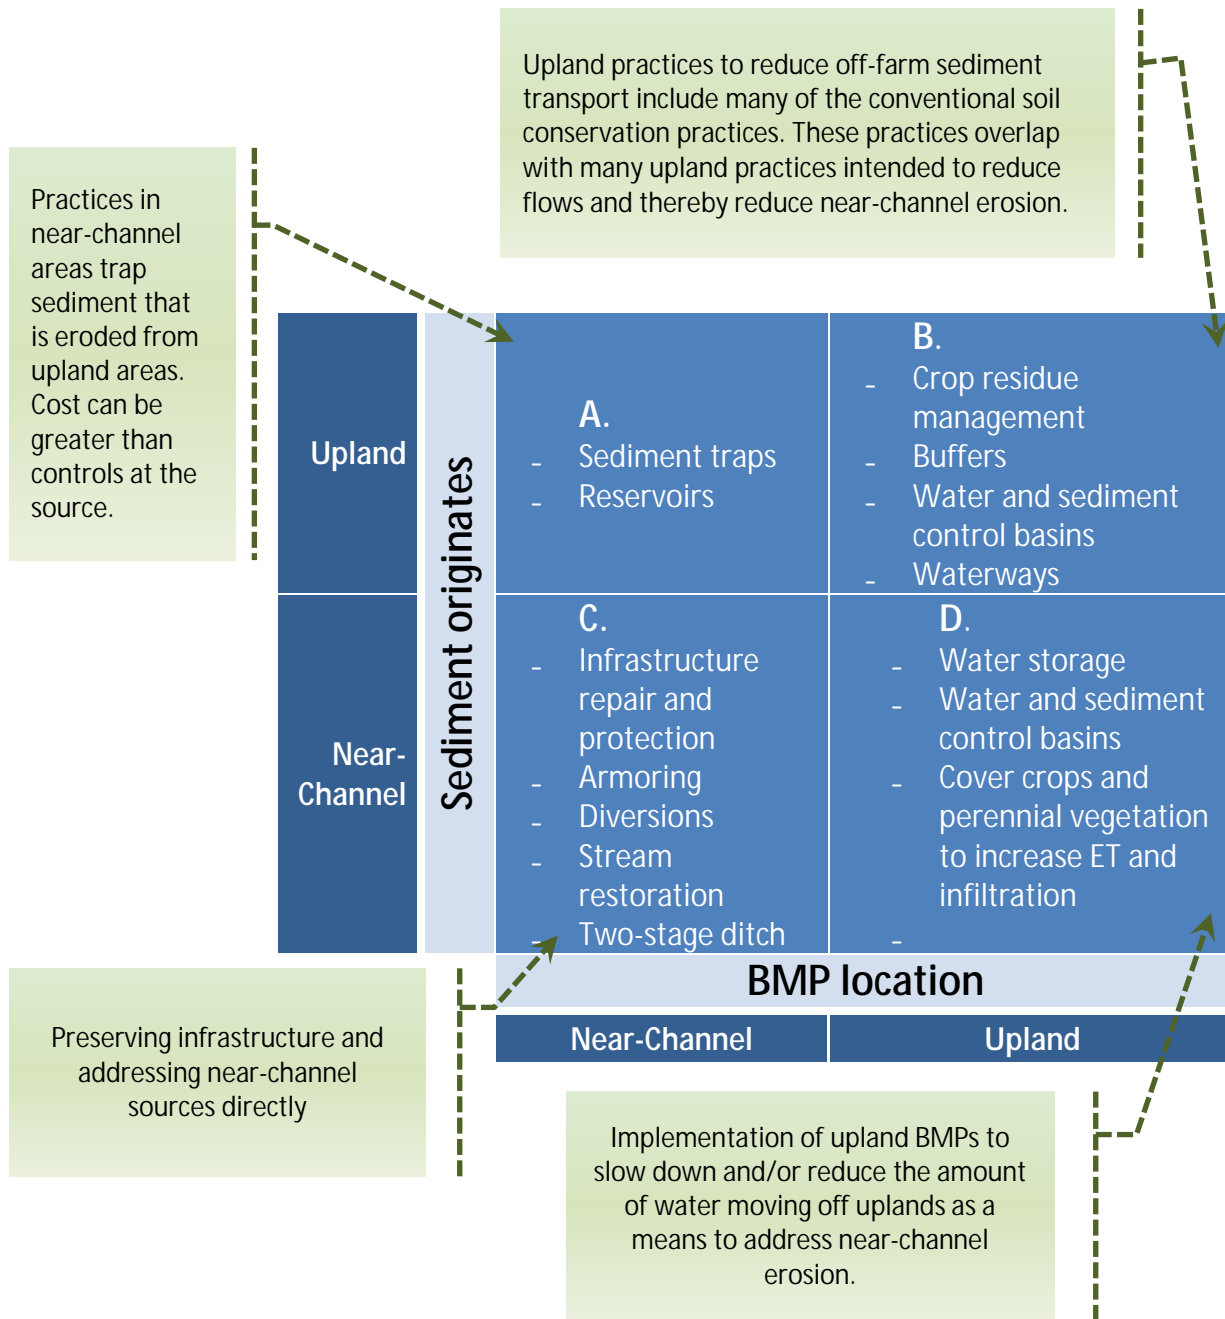 Upland practices to reduce off-farm sediment
transport include many of the conventional soil
conservation practices. These practices overlap
with many upland practices intended to reduce
flows and thereby reduce near-channel erosion.
Practices in
near-channel
areas trap
sediment that
is eroded from
upland areas.
Cost can be
greater than
controls at the
source.
Upland
Near-
Channel
Sediment originates
A.
- Sediment traps
- Reservoirs
B.
- Crop residue
management
- Buffers
- Water and sediment
control basins
- Waterways
C.
- Infrastructure
repair and
protection
- Armoring
- Diversions
- Stream
restoration
- Two-stage ditch
D.
- Water storage
- Water and sediment
control basins
- Cover crops and
perennial vegetation
to increase ET and
infiltration
-
BMP location
Near-Channel
Upland
Preserving infrastructure and
addressing near-channel
sources directly
Implementation of upland BMPs to
slow down and/or reduce the amount
of water moving off uplands as a
means to address near-channel
erosion.